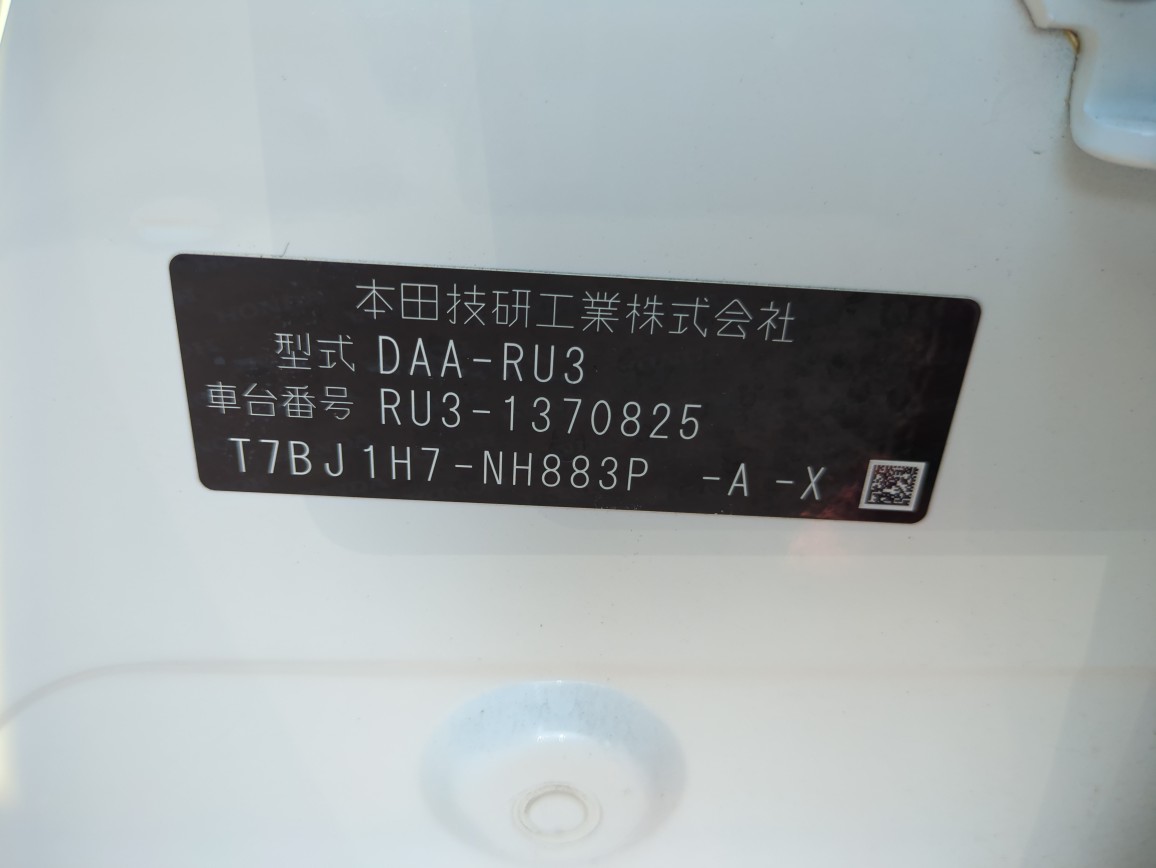 本田技研工業株式会社
型式 DAA-RU3
車台番号 RU3-1370825
T7BJ1H7-NH883P -A -X